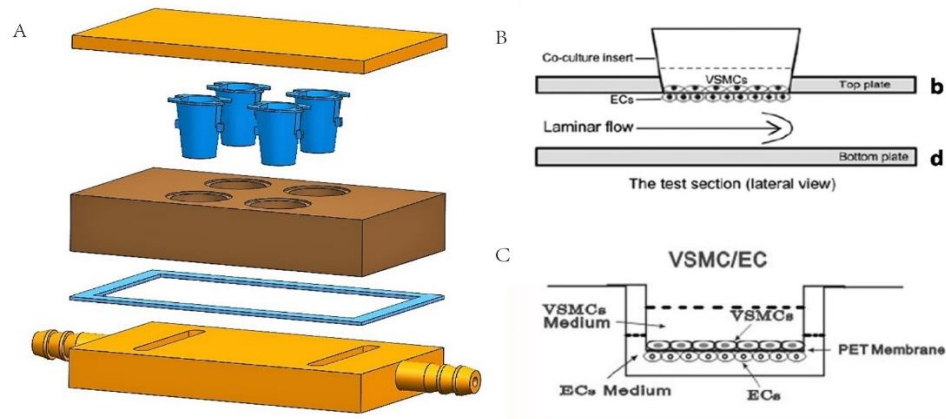 A
B
Co-culture insert
VSMCs
Top plate
b
ECs
Laminar flow
Bottom plate
d
The test section (lateral view)
C
VSMC/EC
VSMCs
Medium
VSMCs
PET Membrane
ECs Medium
ECs